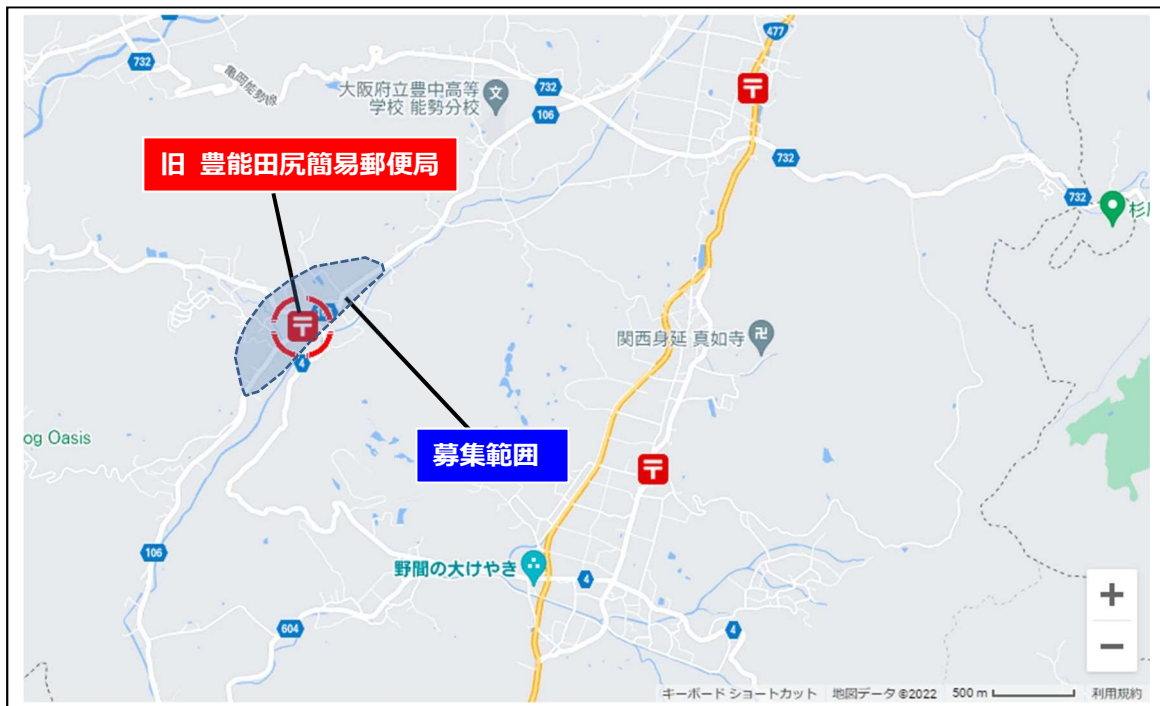 477
732
亀岡能勢線
大阪府立豊中高等
学校 能勢分校
732
106
旧 豊能田尻簡易郵便局
732
732
関西身延 真如寺
4
og Oasis
募集範囲
106
野間の大けやき
4
604
4
キーボード ショートカット 地図データ ©2022 500 m 利用規約